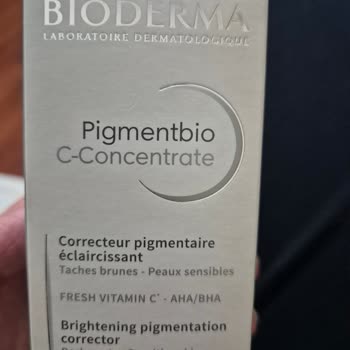 BIODERMA
LABORATOIRE DERMATOLOGIQUE
Pigmentbio
C-Concentrate
Correcteur pigmentaire
éclaircissant
Taches brunes - Peaux sensibles
FRESH VITAMIN C* - AHA/BHA
Brightening pigmentation
corrector